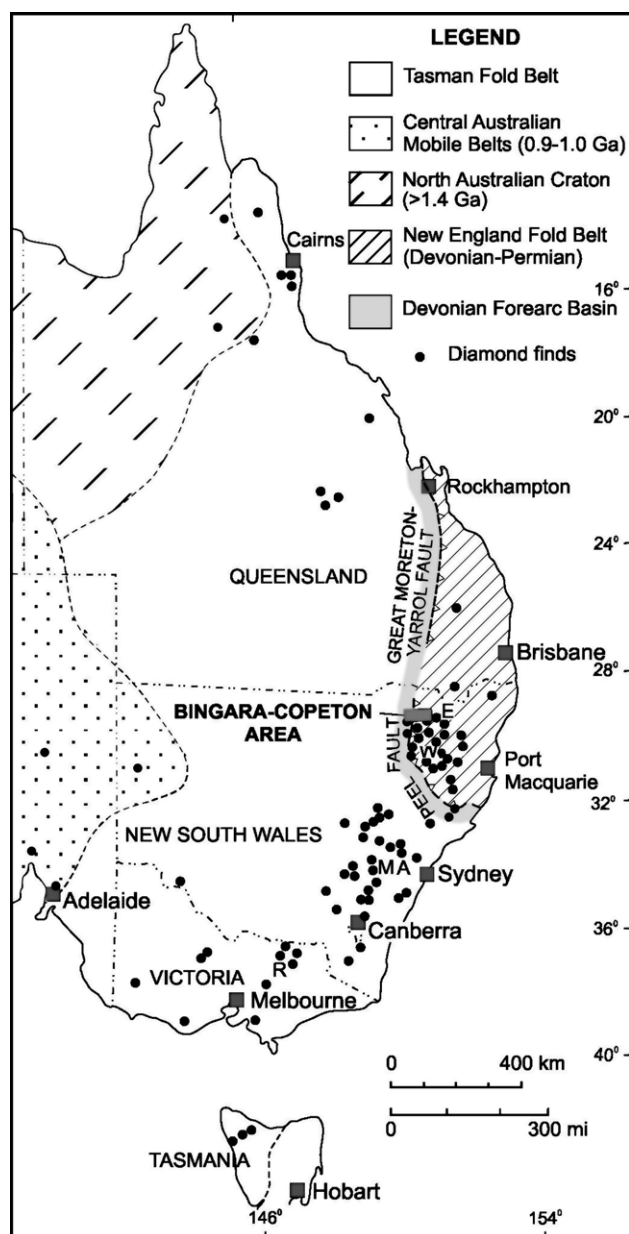 LEGEND
Tasman Fold Belt
Central Australian
Mobile Belts (0.9-1.0 Ga)
North Australian Craton
(>1.4 Ga)
New England Fold Belt
(Devonian-Permian)
Devonian Forearc Basin
Diamond finds
Cairns
16°
20°
Rockhampton
GREAT MORETON-
YARROL FAULT
24°
QUEENSLAND
Brisbane
28°
BINGARA-COPETON
AREA
E
W
PEEL FAULT
Port
Macquarie
32°
NEW SOUTH WALES
MA
Sydney
Adelaide
Canberra
36°
R
VICTORIA
Melbourne
40°
0 400 km
0 300 mi
TASMANIA
Hobart
146° 154°